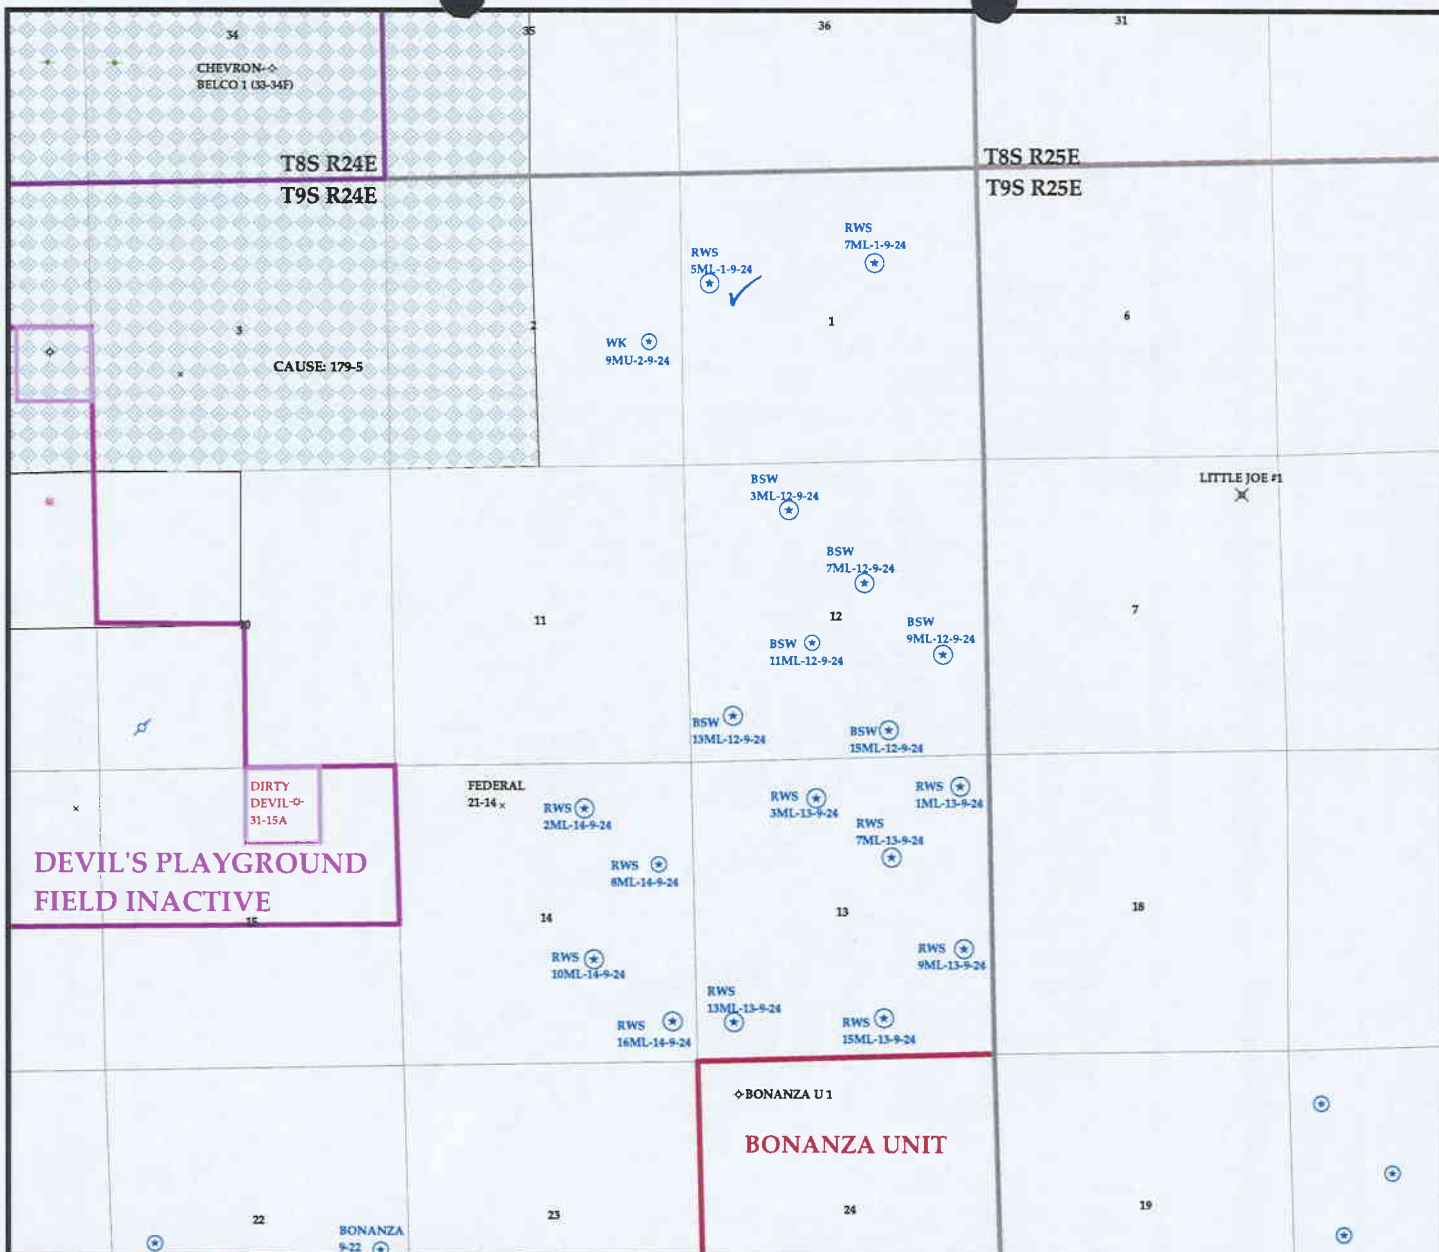 34
35
36
31
CHEVRON
BELCO 1 (33-34F)
T8S R24E
T9S R24E
T8S R25E
T9S R25E
RWS
7ML-1-9-24
RWS
5ML-1-9-24
3
2
1
6
WK
9MU-2-9-24
CAUSE: 179-5
BSW
3ML-12-9-24
LITTLE JOE #1
BSW
7ML-12-9-24
10
11
12
7
BSW
9ML-12-9-24
BSW
11ML-12-9-24
BSW
13ML-12-9-24
BSW
15ML-12-9-24
DIRTY
DEVIL
31-15A
FEDERAL
21-14
RWS
2ML-14-9-24
RWS
3ML-13-9-24
RWS
1ML-13-9-24
RWS
7ML-13-9-24
DEVIL'S PLAYGROUND
FIELD INACTIVE
RWS
8ML-14-9-24
15
14
13
18
RWS
10ML-14-9-24
RWS
9ML-13-9-24
RWS
13ML-13-9-24
RWS
16ML-14-9-24
RWS
15ML-13-9-24
BONANZA U 1
BONANZA UNIT
22
23
24
19
BONANZA
9-22